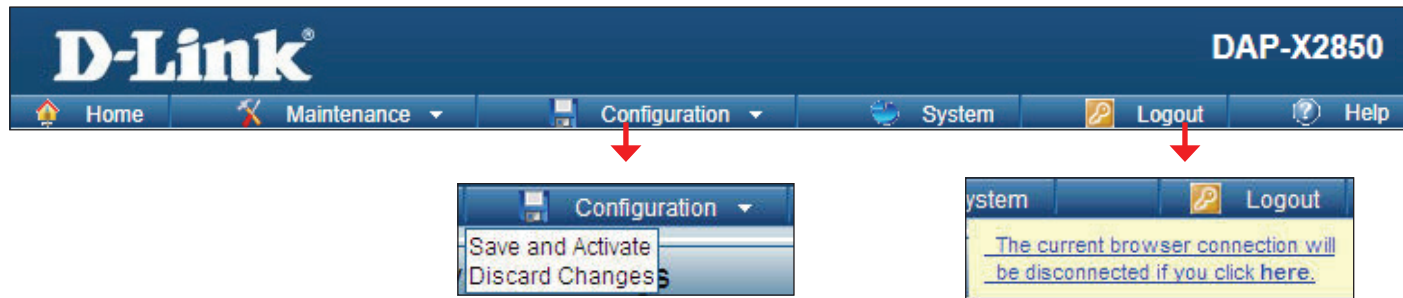 D-Link®
DAP-X2850
Home Maintenance Configuration System Logout Help
Configuration
Save and Activate
Discard Changes
ystem Logout
The current browser connection will
be disconnected if you click here.